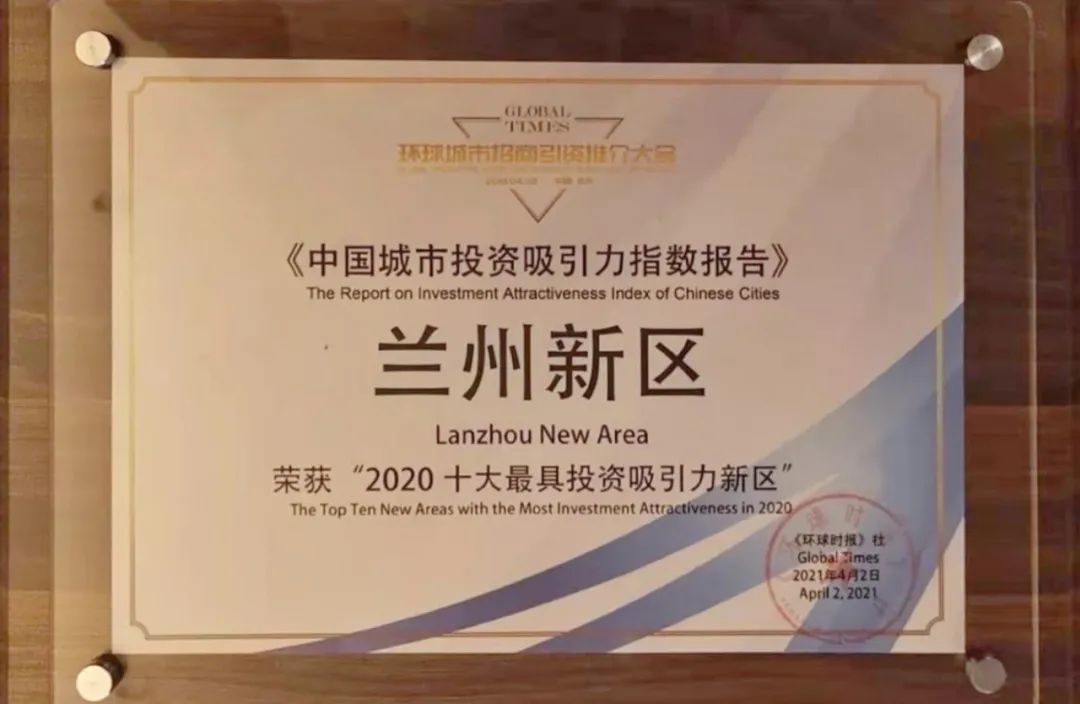 GLOBAL
TIMES
环球城市招商引资推介大会
《中国城市投资吸引力指数报告》
The Report on Investment Attractiveness Index of Chinese Cities
兰州新区
Lanzhou New Area
荣获“2020 十大最具投资吸引力新区”
The Top Ten New Areas with the Most Investment Attractiveness in 2020
《环球时报》社
Global Times
2021年4月2日
April 2, 2021